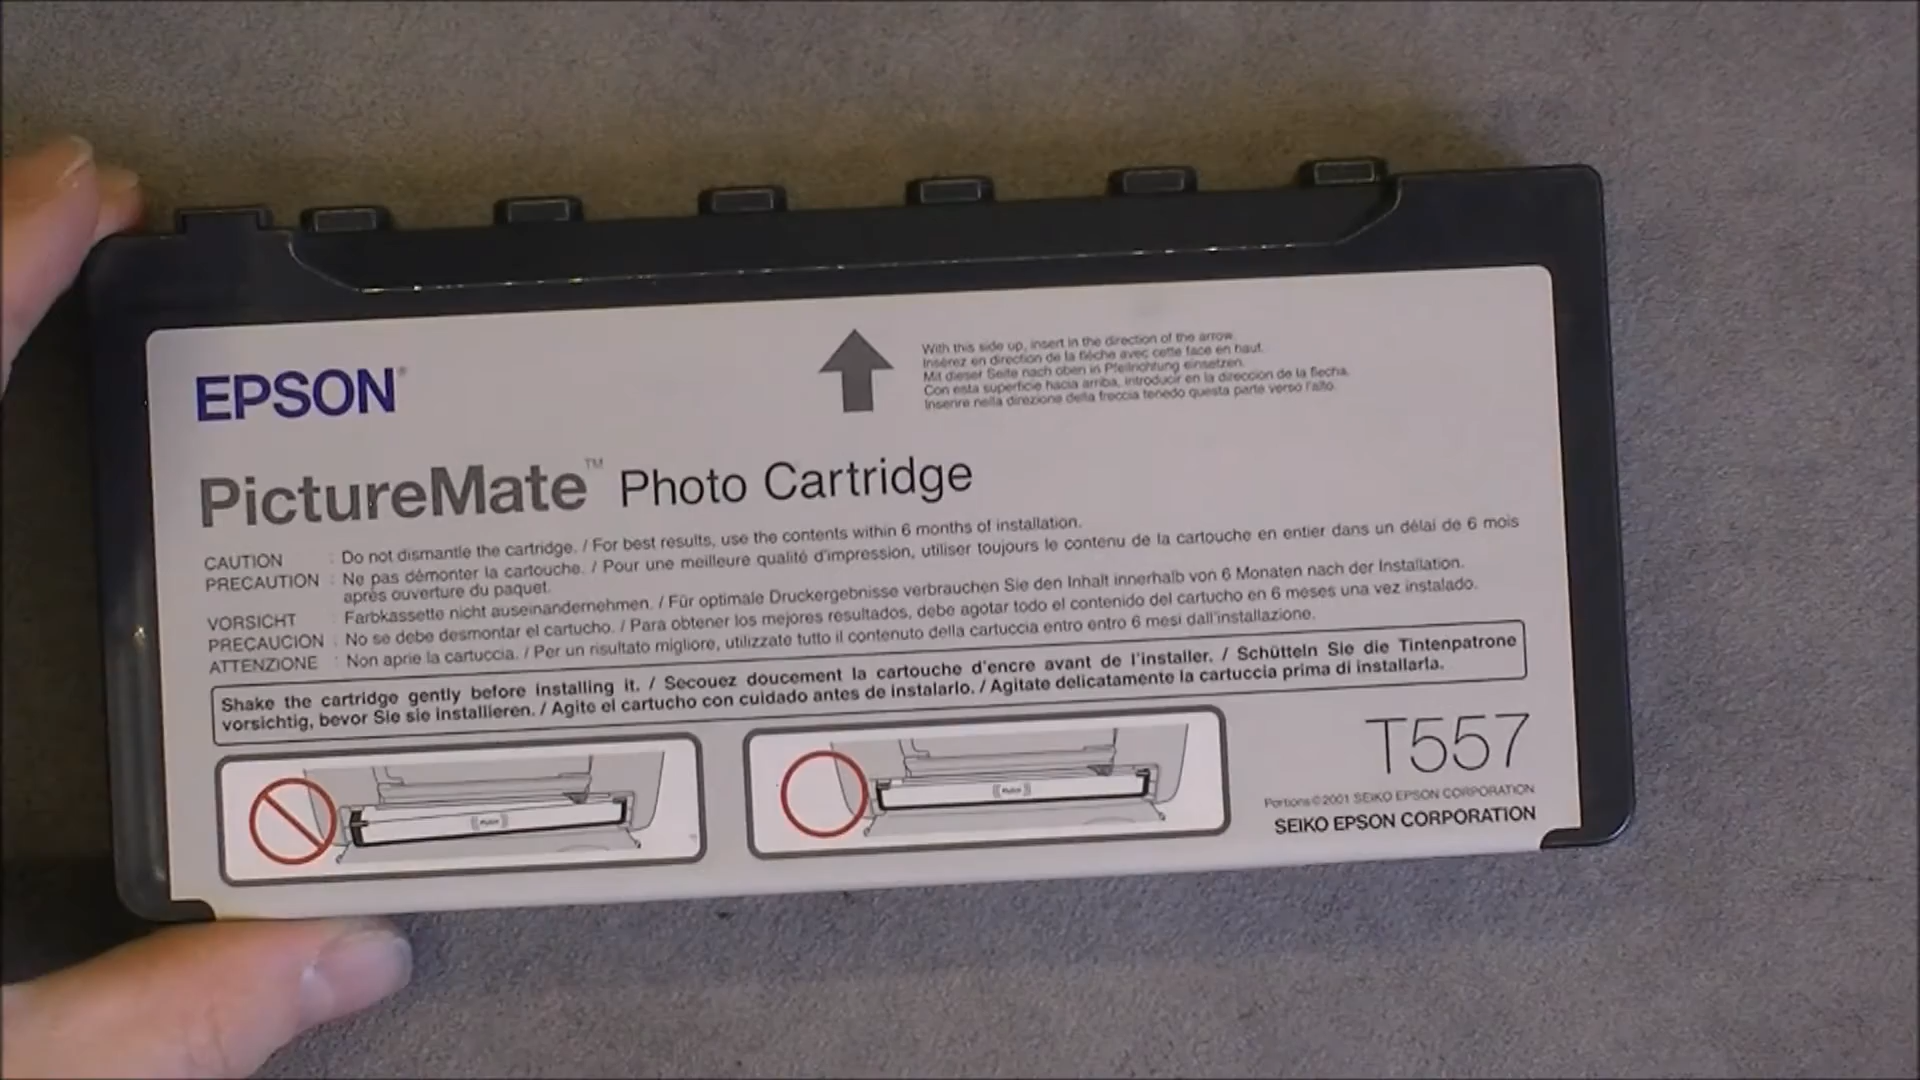 EPSON®
With this side up, insert in the direction of the arrow.
Insérez en direction de la flèche avec cette face en haut.
Mit dieser Seite nach oben in Pfeilrichtung einsetzen.
Con esta superficie hacia arriba, introducir en la dirección de la flecha.
Inserire nella direzione della freccia tenedo questa parte verso l'alto.
PictureMate™ Photo Cartridge
CAUTION : Do not dismantle the cartridge. / For best results, use the contents within 6 months of installation.
PRECAUTION : Ne pas démonter la cartouche. / Pour une meilleure qualité d'impression, utiliser toujours le contenu de la cartouche en entier dans un délai de 6 mois
après ouverture du paquet.
VORSICHT : Farbkassette nicht auseinandernehmen. / Für optimale Druckergebnisse verbrauchen Sie den Inhalt innerhalb von 6 Monaten nach der Installation.
PRECAUCION : No se debe desmontar el cartucho. / Para obtener los mejores resultados, debe agotar todo el contenido del cartucho en 6 meses una vez instalado.
ATTENZIONE : Non aprie la cartuccia. / Per un risultato migliore, utilizzate tutto il contenuto della cartuccia entro entro 6 mesi dall'installazione.
Shake the cartridge gently before installing it. / Secouez doucement la cartouche d'encre avant de l'installer. / Schütteln Sie die Tintenpatrone
vorsichtig, bevor Sie sie installieren. / Agite el cartucho con cuidado antes de instalarlo. / Agitate delicatamente la cartuccia prima di installarla.
T557
Portions©2001 SEIKO EPSON CORPORATION
SEIKO EPSON CORPORATION